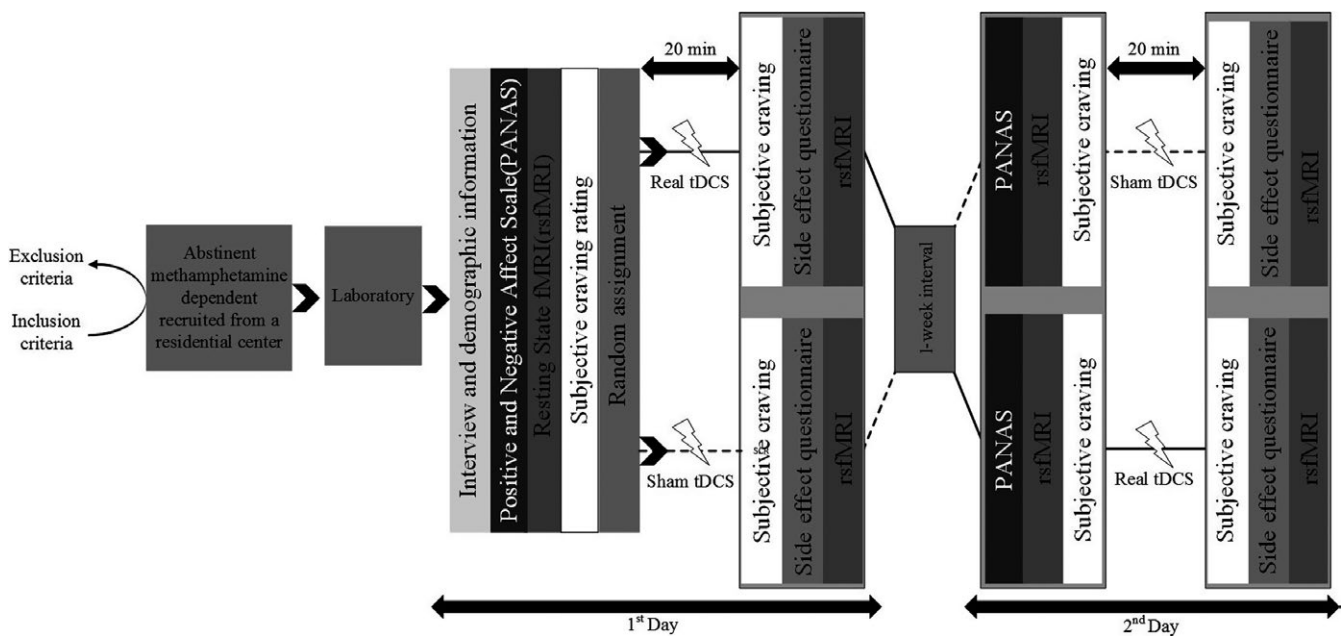 Exclusion
criteria
Inclusion
criteria
Abstinent
methamphetamine
dependent
recruited from a
residential center
Laboratory
Interview and demographic information
Positive and Negative Affect Scale(PANAS)
Resting State fMRI(rsfMRI)
Subjective craving rating
Random assignment
20 min
Real tDCS
Sham tDCS
Subjective craving
Side effect questionnaire
rsfMRI
Subjective craving
Side effect questionnaire
rsfMRI
1-week interval
PANAS
rsfMRI
Subjective craving
PANAS
rsfMRI
Subjective craving
20 min
Sham tDCS
Real tDCS
Subjective craving
Side effect questionnaire
rsfMRI
Subjective craving
Side effect questionnaire
rsfMRI
1st Day
2nd Day